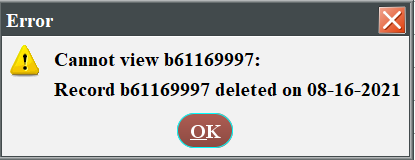 Error
Cannot view b61169997:
Record b61169997 deleted on 08-16-2021
OK